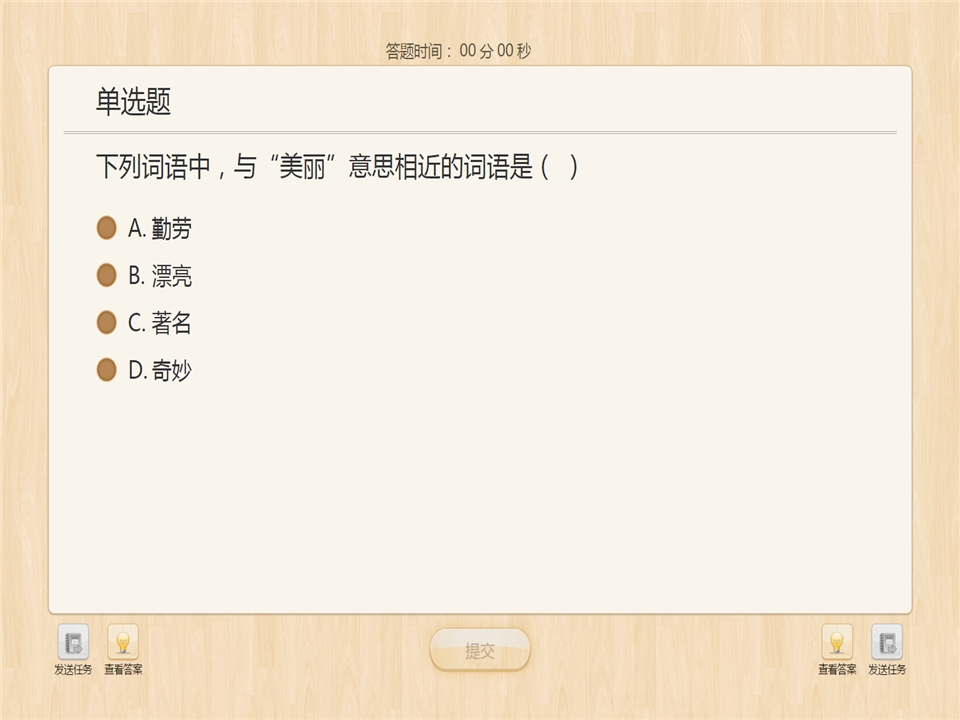 答题时间： 00 分 00 秒
单选题
下列词语中，与“美丽”意思相近的词语是（ ）
A. 勤劳
B. 漂亮
C. 著名
D. 奇妙
提交
发送任务 查看答案 查看答案 发送任务